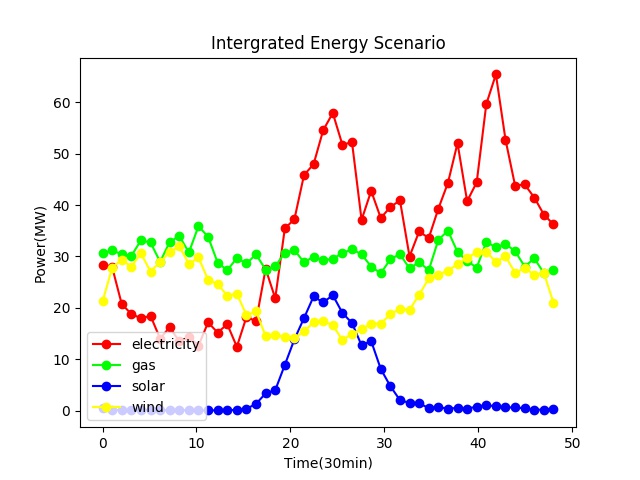 Intergrated Energy Scenario
Power(MW)
60
50
40
30
20
10
0
electricity
gas
solar
wind
0 10 20 30 40 50
Time(30min)